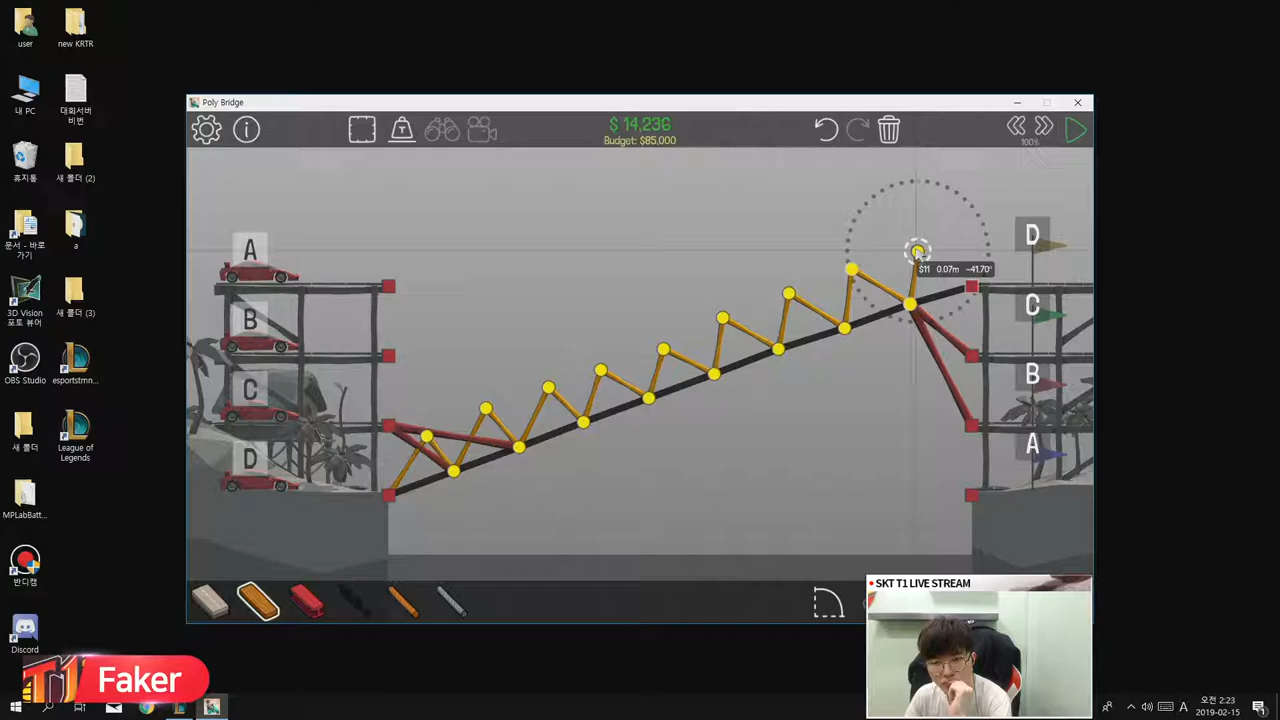 user
new KRTR
내 PC
대회서버
비번
휴지통
새 폴더 (2)
문서 - 바로
가기
a
3D Vision
포토 뷰어
새 폴더 (3)
OBS Studio
esportstmn...
새 폴더
League of
Legends
MPLabBatt...
반디캠
Discord
Poly Bridge
$ 14,236
Budget: $85,000
100%
A
B
C
D
D
C
B
A
$11 0.07m -41.70°
SKT T1 LIVE STREAM
T1
Faker
A
오전 2:23
2019-02-15
1